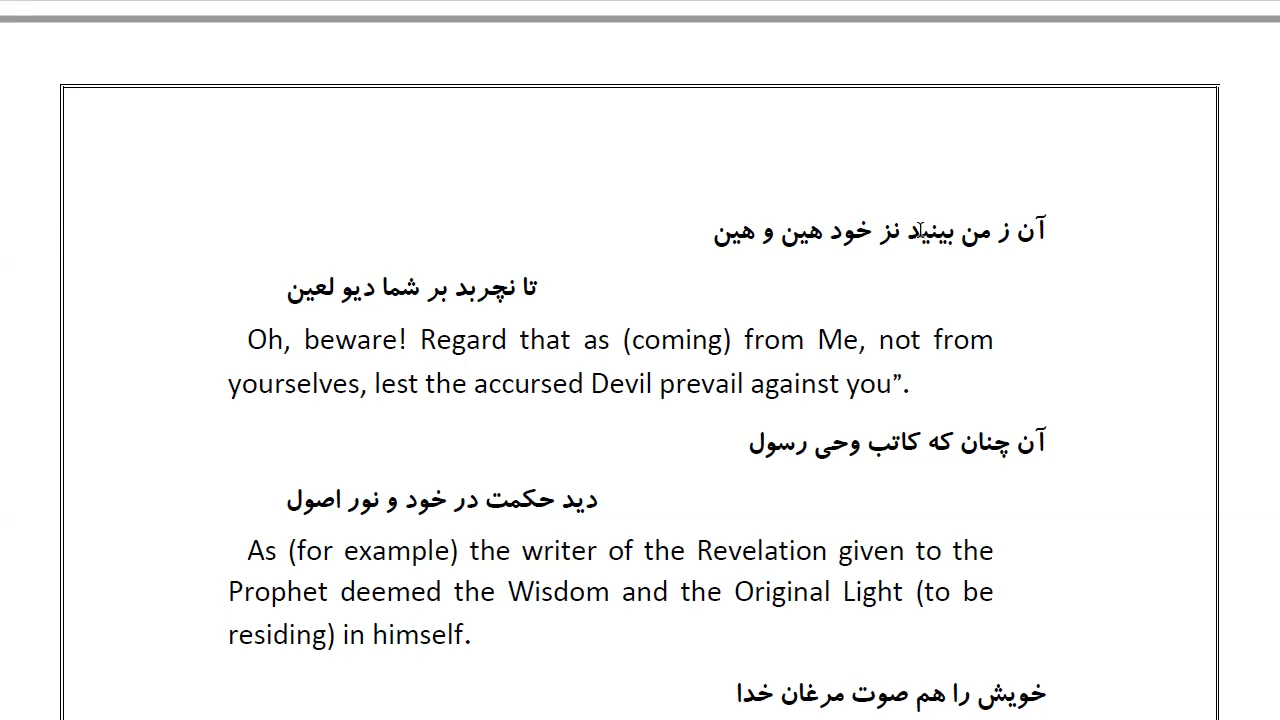 آن ز من بینید نز خود هین و هین
تا نچربد بر شما دیو لعین
Oh, beware! Regard that as (coming) from Me, not from
yourselves, lest the accursed Devil prevail against you”.
آن چنان که کاتب وحی رسول
دید حکمت در خود و نور اصول
As (for example) the writer of the Revelation given to the
Prophet deemed the Wisdom and the Original Light (to be
residing) in himself.
خویش را هم صوت مرغان خدا